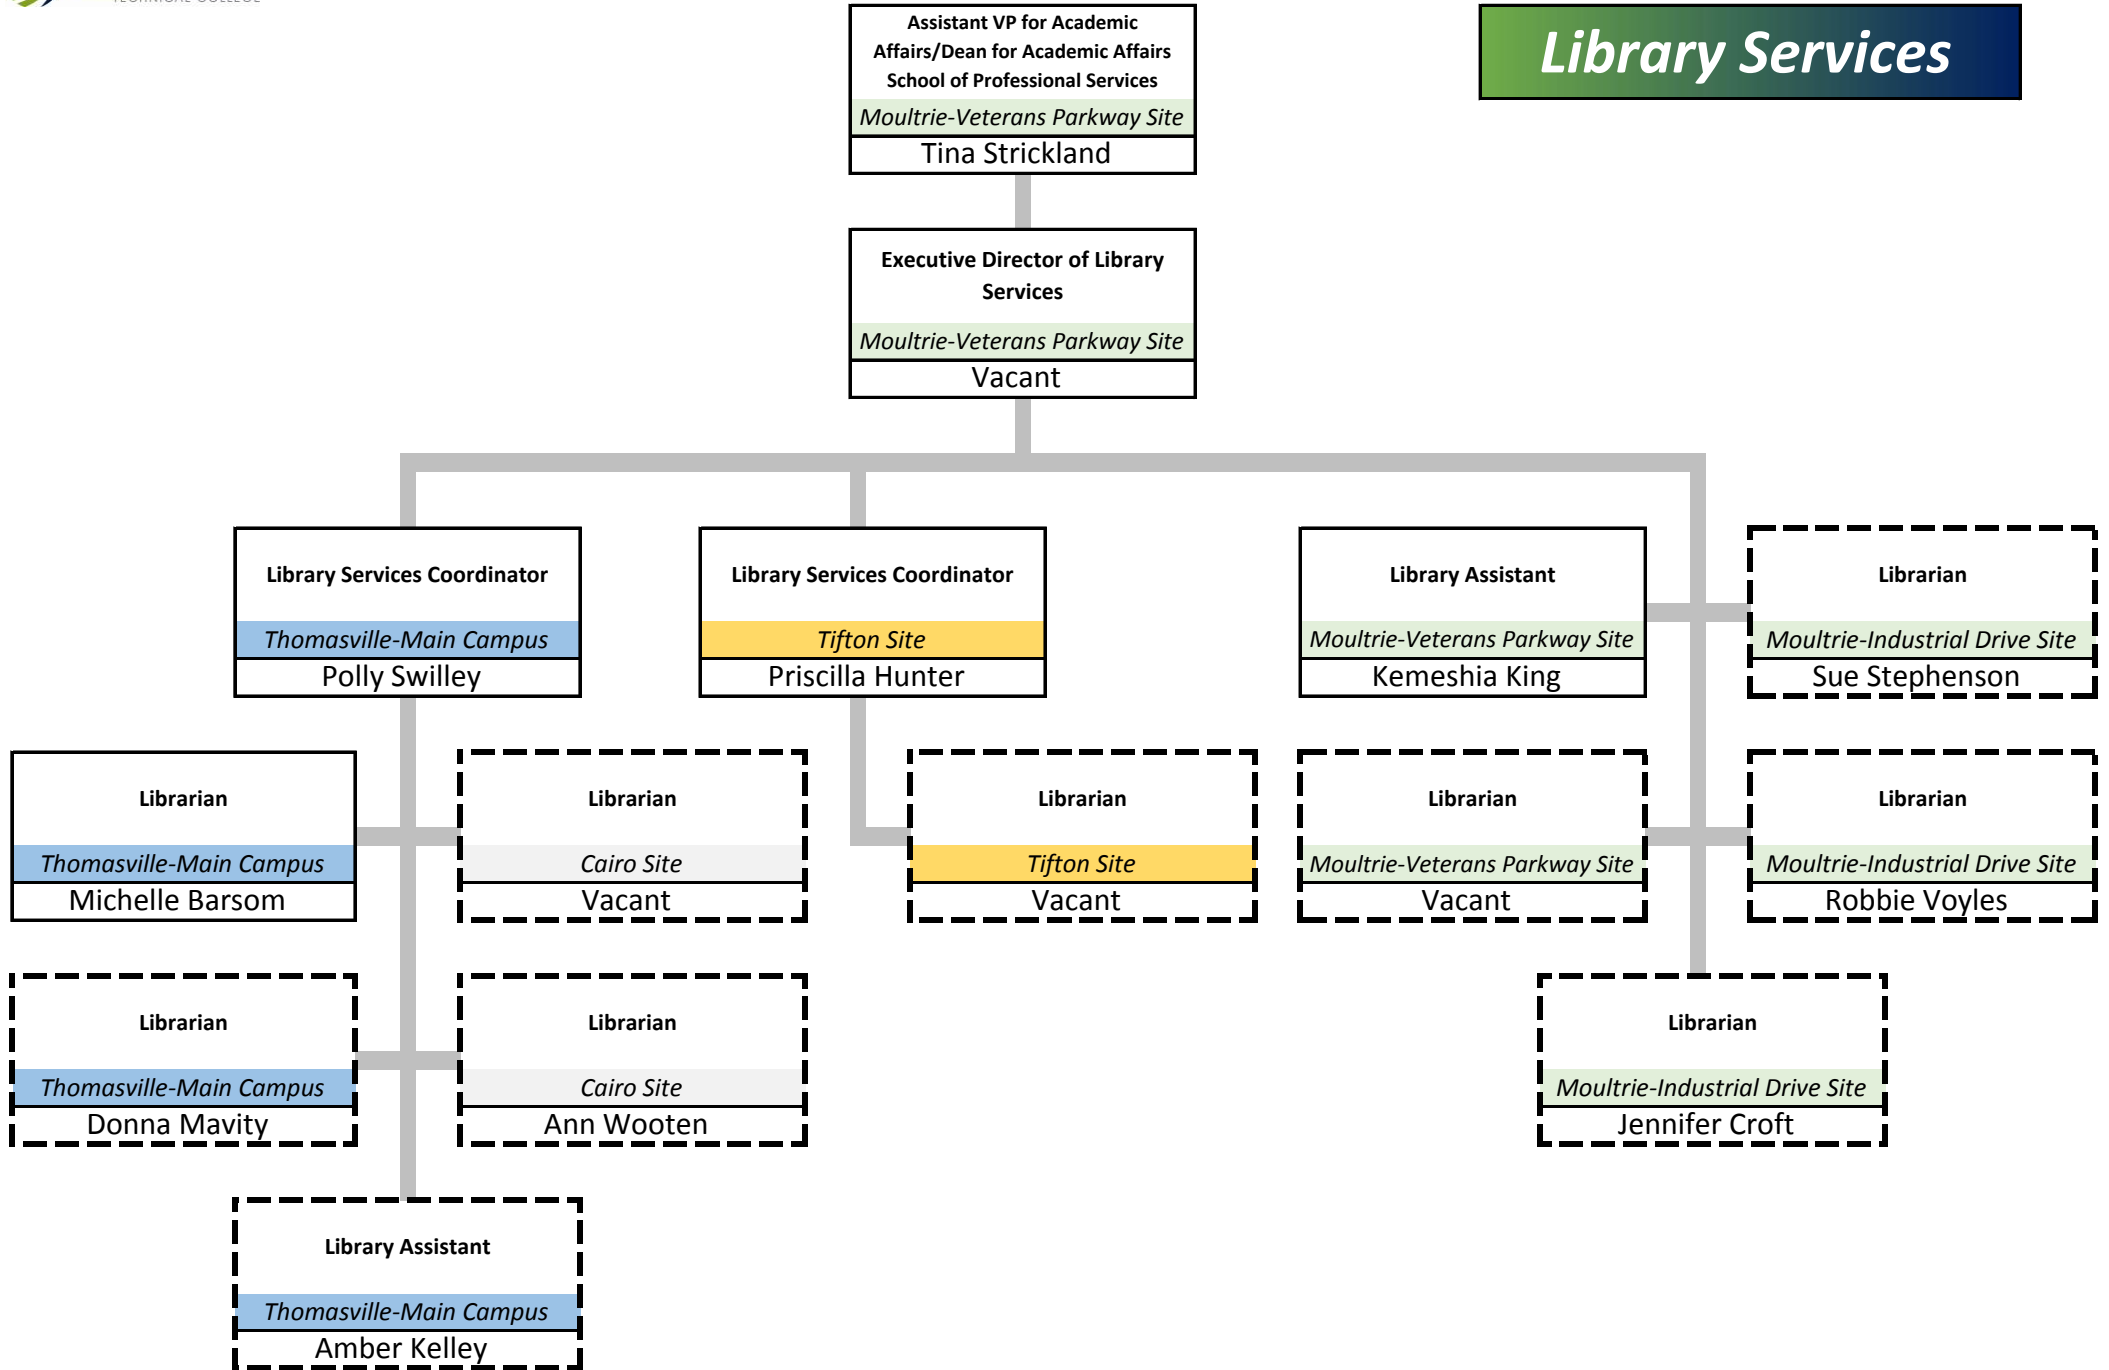 TECHNICAL COLLEGE
Library Services
Assistant VP for Academic
Affairs/Dean for Academic Affairs
School of Professional Services
Moultrie-Veterans Parkway Site
Tina Strickland
Executive Director of Library
Services
Moultrie-Veterans Parkway Site
Vacant
Library Services Coordinator
Thomasville-Main Campus
Polly Swilley
Library Services Coordinator
Tifton Site
Priscilla Hunter
Library Assistant
Moultrie-Veterans Parkway Site
Kemeshia King
Librarian
Moultrie-Industrial Drive Site
Sue Stephenson
Librarian
Thomasville-Main Campus
Michelle Barsom
Librarian
Cairo Site
Vacant
Librarian
Tifton Site
Vacant
Librarian
Moultrie-Veterans Parkway Site
Vacant
Librarian
Moultrie-Industrial Drive Site
Robbie Voyles
Librarian
Thomasville-Main Campus
Donna Mavity
Librarian
Cairo Site
Ann Wooten
Librarian
Moultrie-Industrial Drive Site
Jennifer Croft
Library Assistant
Thomasville-Main Campus
Amber Kelley